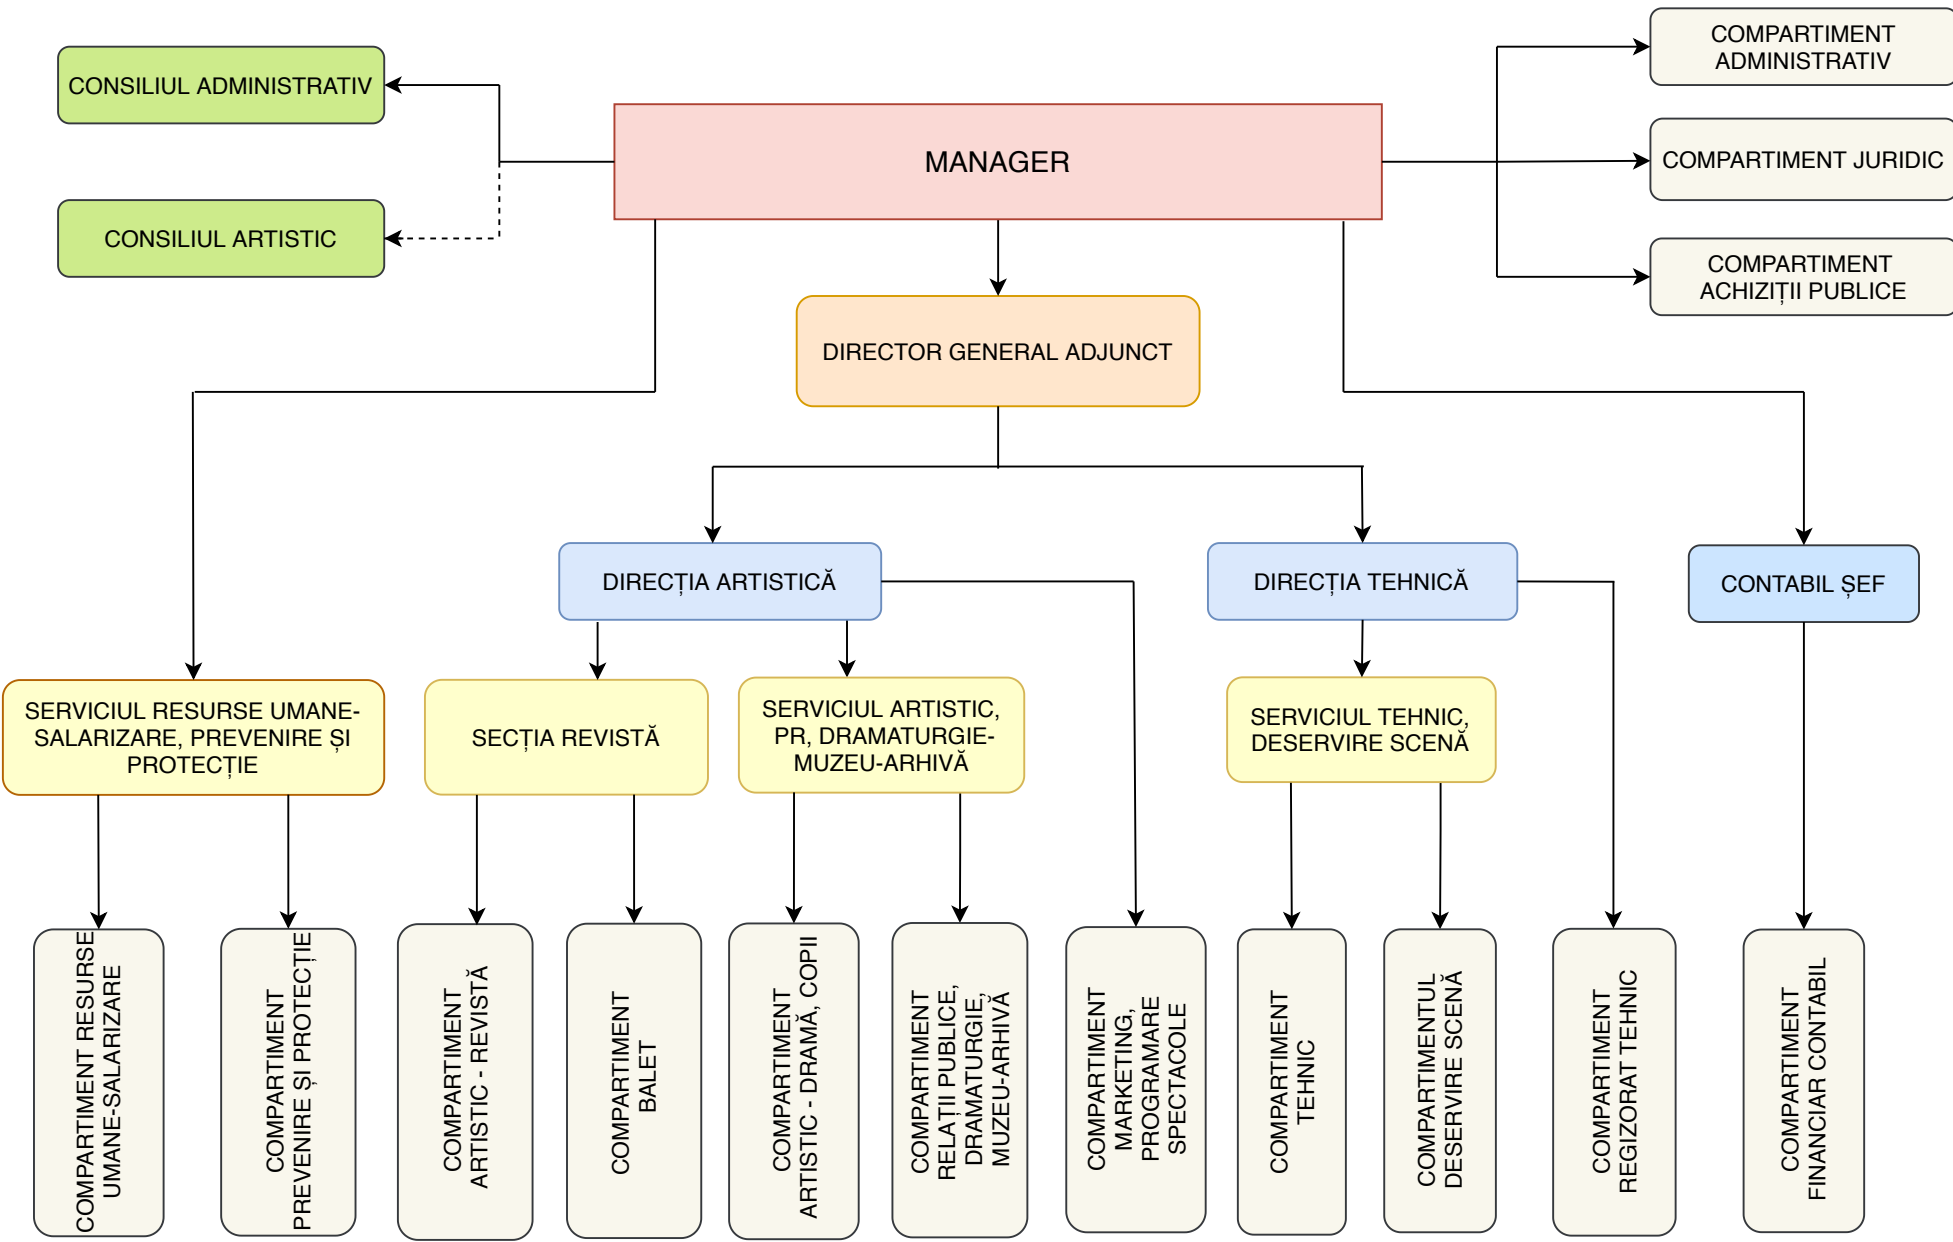 COMPARTIMENT
ADMINISTRATIV
CONSILIUL ADMINISTRATIV
MANAGER
COMPARTIMENT JURIDIC
CONSILIUL ARTISTIC
COMPARTIMENT
ACHIZIȚII PUBLICE
DIRECTOR GENERAL ADJUNCT
DIRECȚIA ARTISTICĂ
DIRECȚIA TEHNICĂ
CONTABIL ȘEF
SERVICIUL RESURSE UMANE-
SALARIZARE, PREVENIRE ȘI
PROTECȚIE
SECȚIA REVISTĂ
SERVICIUL ARTISTIC,
PR, DRAMATURGIE-
MUZEU-ARHIVĂ
SERVICIUL TEHNIC,
DESERVIRE SCENĂ
COMPARTIMENT RESURSE
UMANE-SALARIZARE
COMPARTIMENT
PREVENIRE ȘI PROTECȚIE
COMPARTIMENT
ARTISTIC - REVISTĂ
COMPARTIMENT
BALET
COMPARTIMENT
ARTISTIC - DRAMĂ, COPII
COMPARTIMENT
RELAȚII PUBLICE,
DRAMATURGIE,
MUZEU-ARHIVĂ
COMPARTIMENT
MARKETING,
PROGRAMARE
SPECTACOLE
COMPARTIMENT
TEHNIC
COMPARTIMENTUL
DESERVIRE SCENĂ
COMPARTIMENT
REGIZORAT TEHNIC
COMPARTIMENT
FINANCIAR CONTABIL